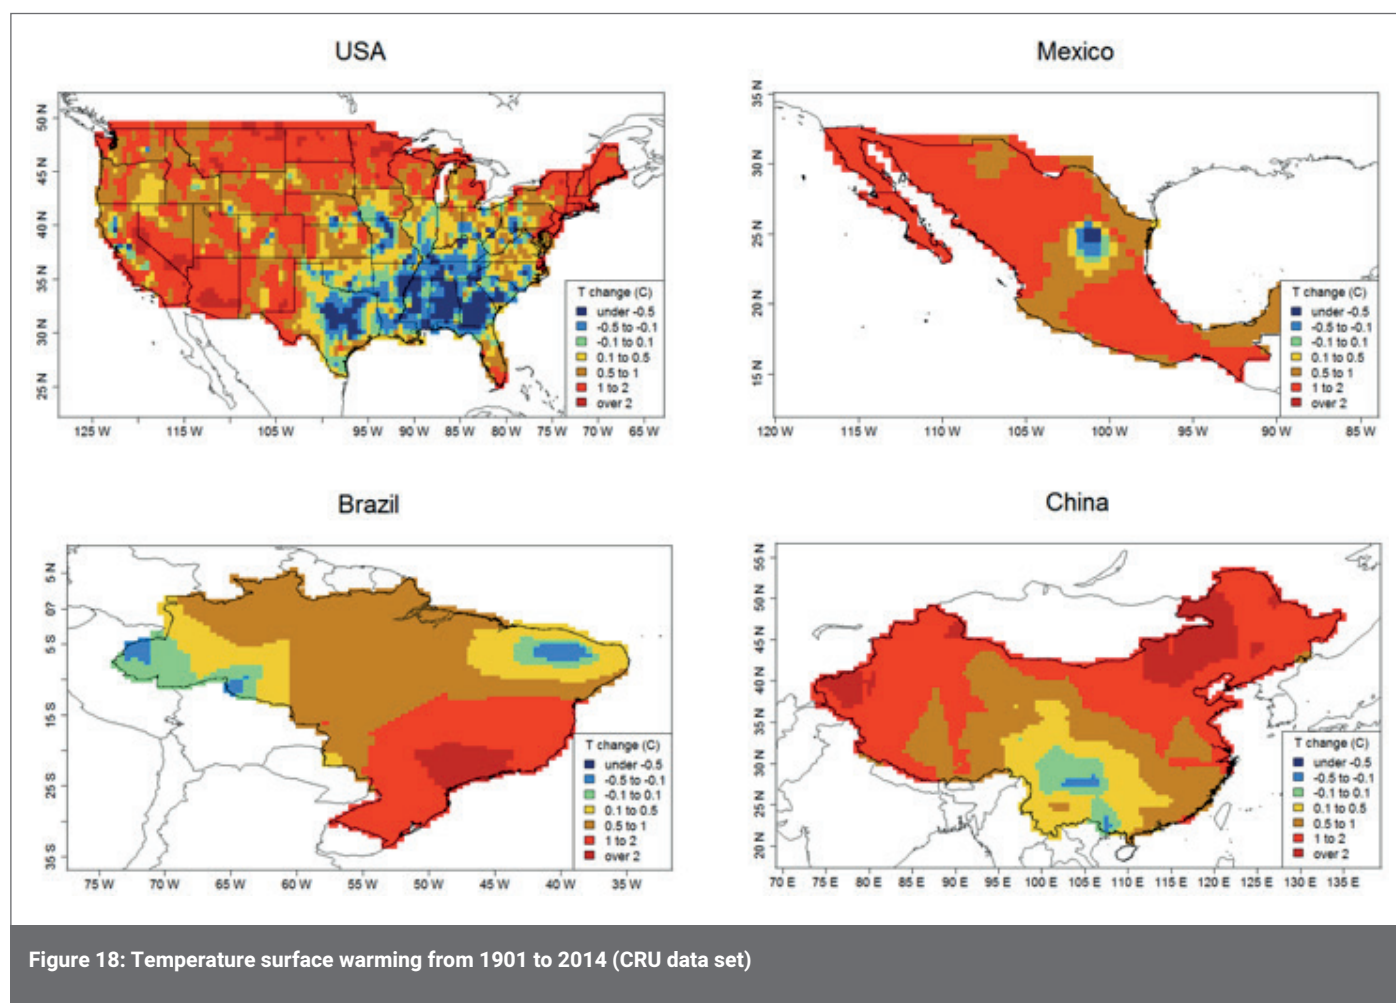 USA
50 N
45 N
40 N
35 N
30 N
25 N
T change (C)
under -0.5
-0.5 to -0.1
-0.1 to 0.1
0.1 to 0.5
0.5 to 1
1 to 2
over 2
125 W 115 W 105 W 95 W 90 W 85 W 80 W 75 W 70 W 65 W
Mexico
35 N
30 N
25 N
20 N
15 N
T change (C)
under -0.5
-0.5 to -0.1
-0.1 to 0.1
0.1 to 0.5
0.5 to 1
1 to 2
over 2
120 W 115 W 110 W 105 W 100 W 95 W 90 W 85 W
Brazil
5 N
07
5 S
15 S
25 S
35 S
T change (C)
under -0.5
-0.5 to -0.1
-0.1 to 0.1
0.1 to 0.5
0.5 to 1
1 to 2
over 2
75 W 70 W 65 W 60 W 55 W 50 W 45 W 40 W 35 W
China
55 N
50 N
45 N
40 N
35 N
30 N
25 N
20 N
T change (C)
under -0.5
-0.5 to -0.1
-0.1 to 0.1
0.1 to 0.5
0.5 to 1
1 to 2
over 2
70 E 75 E 80 E 85 E 90 E 95 E 100 E 105 E 110 E 115 E 120 E 125 E 130 E 135 E
Figure 18: Temperature surface warming from 1901 to 2014 (CRU data set)